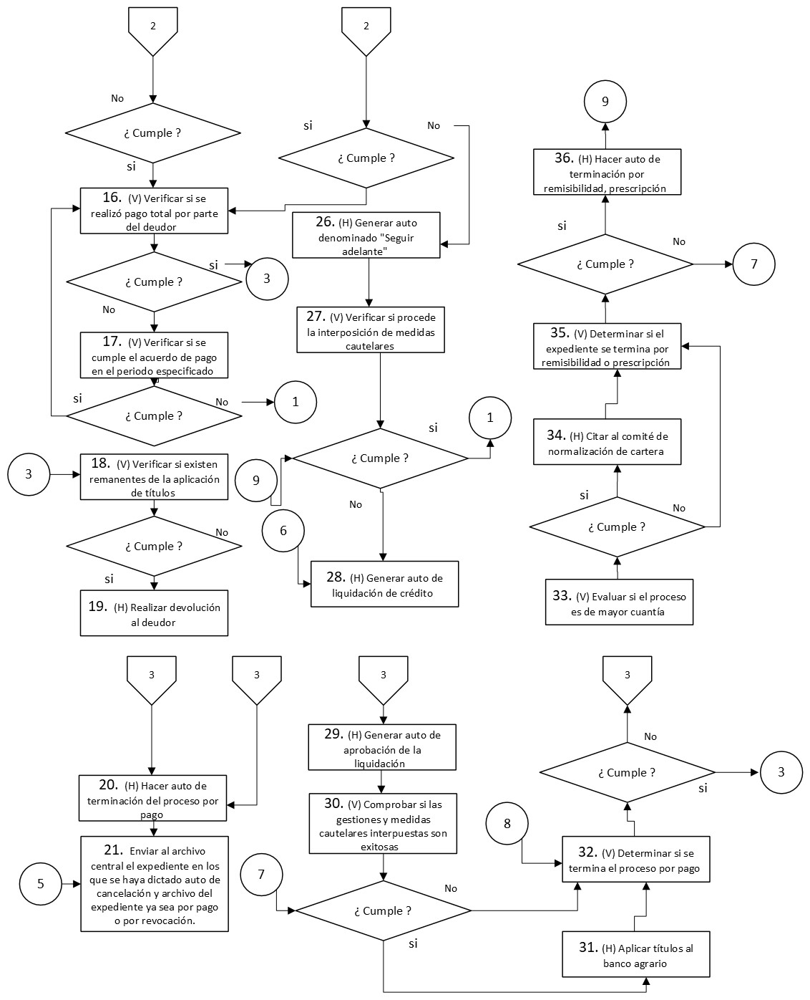 2
No
¿ Cumple ?
si
16. (V) Verificar si se
realizó pago total por parte
del deudor
si
¿ Cumple ?
3
No
17. (V) Verificar si se
cumple el acuerdo de pago
en el periodo especificado
si
No
¿ Cumple ?
1
3
18. (V) Verificar si existen
remanentes de la aplicación
de títulos
No
¿ Cumple ?
si
19. (H) Realizar devolución
al deudor
2
si
No
¿ Cumple ?
26. (H) Generar auto
denominado "Seguir
adelante"
27. (V) Verificar si procede
la interposición de medidas
cautelares
si
1
¿ Cumple ?
9
No
6
28. (H) Generar auto de
liquidación de crédito
9
36. (H) Hacer auto de
terminación por
remisibilidad, prescripción
si
No
¿ Cumple ?
7
35. (V) Determinar si el
expediente se termina por
remisibilidad o prescripción
34. (H) Citar al comité de
normalización de cartera
si
No
¿ Cumple ?
33. (V) Evaluar si el proceso
es de mayor cuantía
3
3
20. (H) Hacer auto de
terminación del proceso por
pago
5
21. Enviar al archivo
central el expediente en los
que se haya dictado auto de
cancelación y archivo del
expediente ya sea por pago
o por revocación.
3
29. (H) Generar auto de
aprobación de la
liquidación
30. (V) Comprobar si las
gestiones y medidas
cautelares interpuestas son
exitosas
7
No
¿ Cumple ?
si
3
No
¿ Cumple ?
3
si
8
32. (V) Determinar si se
termina el proceso por pago
31. (H) Aplicar títulos al
banco agrario